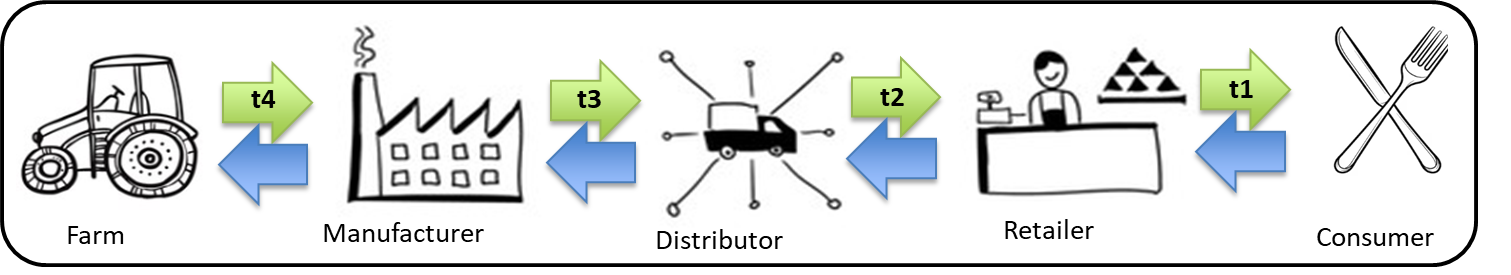 t4
t3
t2
t1
Farm
Manufacturer
Distributor
Retailer
Consumer